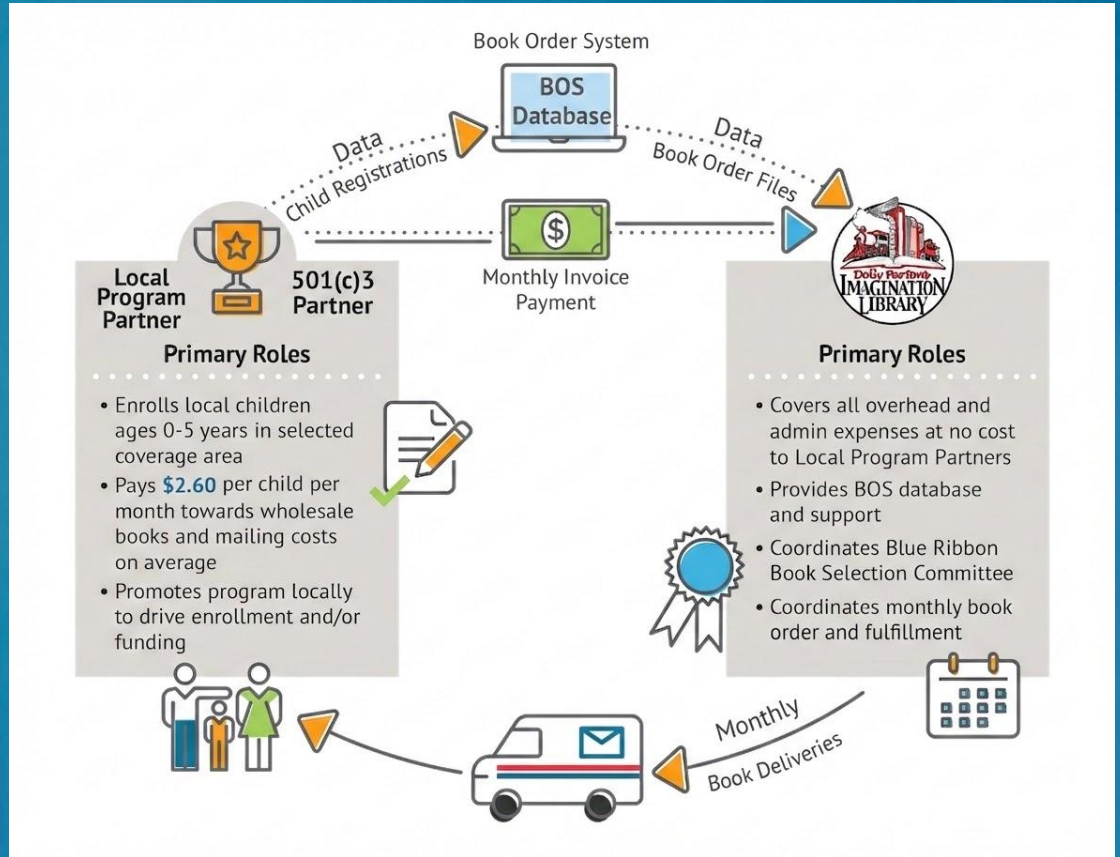 Book Order System
BOS
Database
Data
Child Registrations
Data
Book Order Files
$
Monthly Invoice
Payment
Local
Program
Partner
501(c)3
Partner
Primary Roles
• Enrolls local children
ages 0-5 years in selected
coverage area
• Pays $2.60 per child per
month towards wholesale
books and mailing costs
on average
• Promotes program locally
to drive enrollment and/or
funding
IMAGINATION
LIBRARY
Primary Roles
• Covers all overhead and
admin expenses at no cost
to Local Program Partners
• Provides BOS database
and support
• Coordinates Blue Ribbon
Book Selection Committee
• Coordinates monthly book
order and fulfillment
Monthly
Book Deliveries